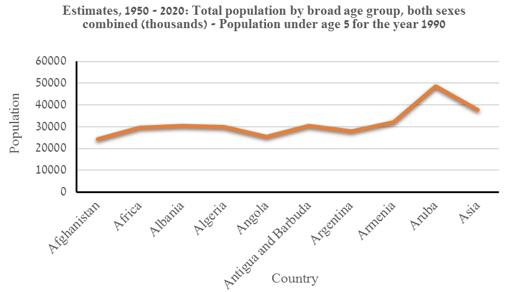 Estimates, 1950 - 2020: Total population by broad age group, both sexes
combined (thousands) - Population under age 5 for the year 1990
60000
50000
40000
30000
20000
10000
0
Population
Afghanistan
Africa
Albania
Algeria
Angola
Antigua and Barbuda
Argentina
Armenia
Aruba
Asia
Country